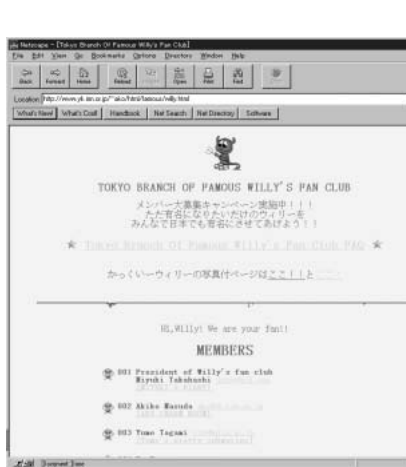 Netscape - [Tokyo Branch Of Famous Willy's Fan Club]
File Edit View Go Bookmarks Options Directory Window Help
Back Forward Home Reload Open Print Find
Location: http://www.yk.
What's New! What's Cool! Handbook Net Search Net Directory Software
TOKYO BRANCH OF FAMOUS WILLY'S FAN CLUB
メンバー大募集キャンペーン実施中！！！
ただ有名になりたいだけのウィリーを
みんなで日本でも有名にさせてあげよう！！
★ Tokyo Branch Of Famous Willy's Fan Club FAQ ★
かっくいーウィリーの写真付ページはここ！！と
Hi,Willy! We are your fan!!
MEMBERS
001 President of Willy's fan club
Miyuki Takahashi
002 Akiko Masuda
003 Yumo Tagami
Document: Done